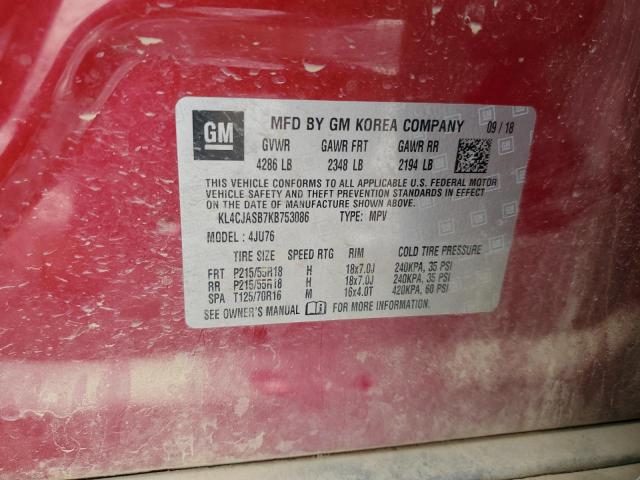 GM MFD BY GM KOREA COMPANY 09 / 18
GVWR GAWR FRT GAWR RR
4286 LB 2348 LB 2194 LB
THIS VEHICLE CONFORMS TO ALL APPLICABLE U.S. FEDERAL MOTOR
VEHICLE SAFETY AND THEFT PREVENTION STANDARDS IN EFFECT
ON THE DATE OF MANUFACTURE SHOWN ABOVE.
KL4CJASB7KB753086 TYPE: MPV
MODEL : 4JU76
TIRE SIZE SPEED RTG RIM COLD TIRE PRESSURE
FRT P215/55R18 H 18x7.0J 240KPA, 35 PSI
RR P215/55R18 H 18x7.0J 240KPA, 35 PSI
SPA T125/70R16 M 16x4.0T 420KPA, 60 PSI
SEE OWNER'S MANUAL FOR MORE INFORMATION